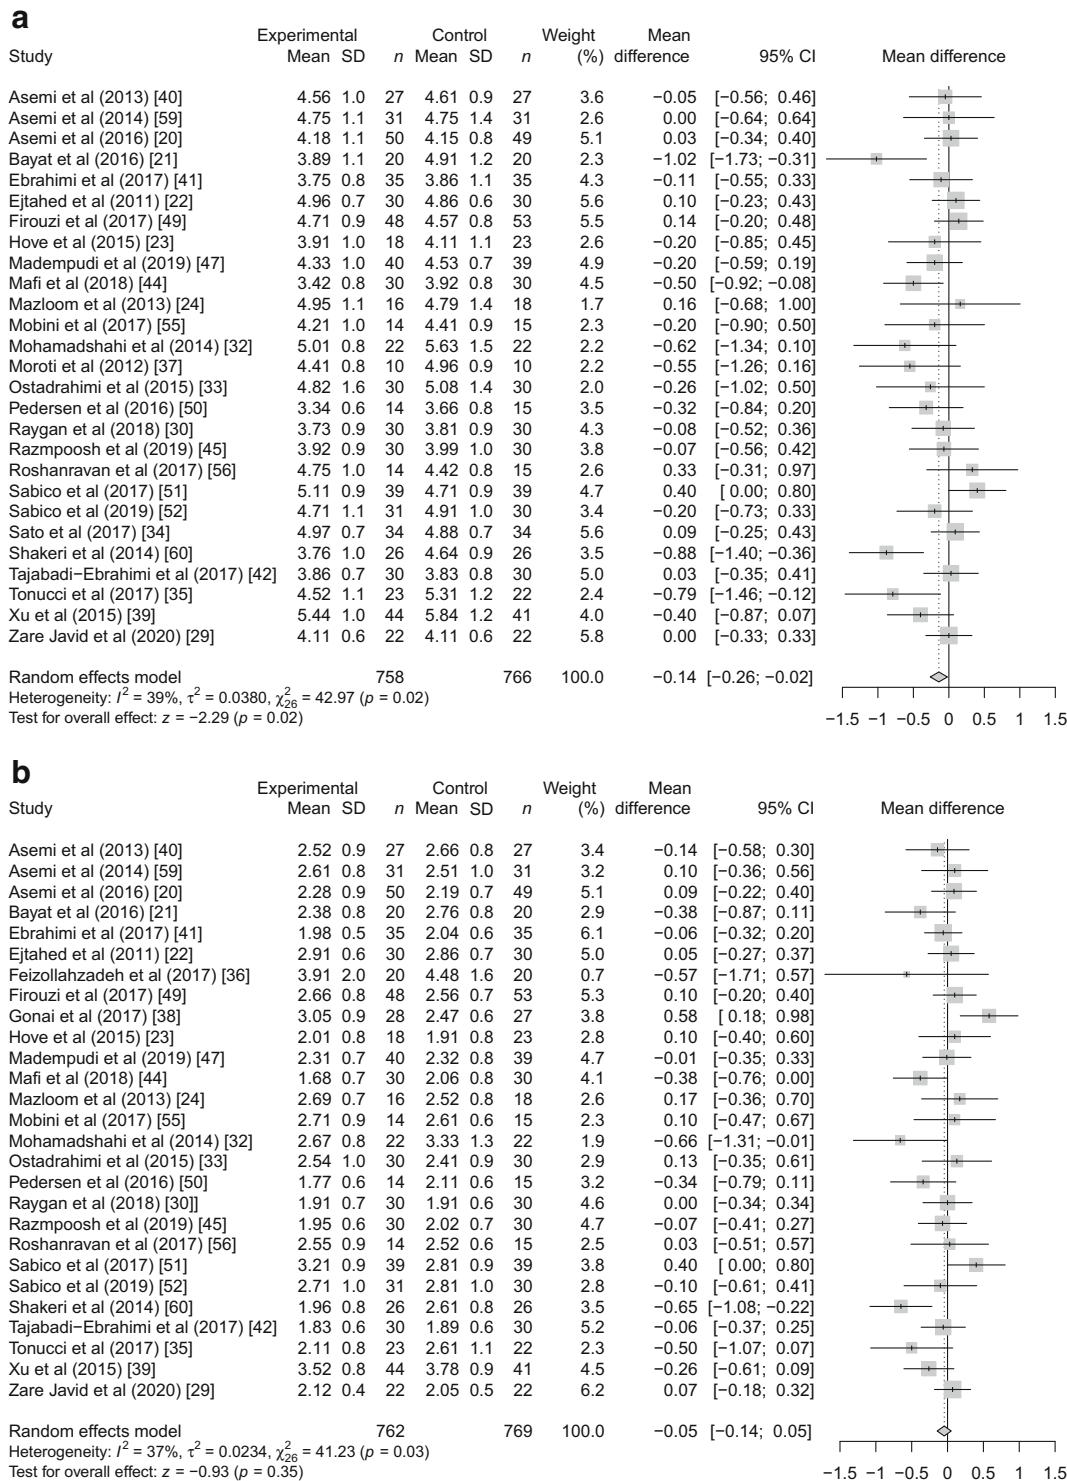 a
Experimental Control Weight Mean
Study Mean SD n Mean SD n (%) difference 95% CI Mean difference
Asemi et al (2013) [40] 4.56 1.0 27 4.61 0.9 27 3.6 −0.05 [−0.56; 0.46]
Asemi et al (2014) [59] 4.75 1.1 31 4.75 1.4 31 2.6 0.00 [−0.64; 0.64]
Asemi et al (2016) [20] 4.18 1.1 50 4.15 0.8 49 5.1 0.03 [−0.34; 0.40]
Bayat et al (2016) [21] 3.89 1.1 20 4.91 1.2 20 2.3 −1.02 [−1.73; −0.31]
Ebrahimi et al (2017) [41] 3.75 0.8 35 3.86 1.1 35 4.3 −0.11 [−0.55; 0.33]
Ejtahed et al (2011) [22] 4.96 0.7 30 4.86 0.6 30 5.6 0.10 [−0.23; 0.43]
Firouzi et al (2017) [49] 4.71 0.9 48 4.57 0.8 53 5.5 0.14 [−0.20; 0.48]
Hove et al (2015) [23] 3.91 1.0 18 4.11 1.1 23 2.6 −0.20 [−0.85; 0.45]
Madempudi et al (2019) [47] 4.33 1.0 40 4.53 0.7 39 4.9 −0.20 [−0.59; 0.19]
Mafi et al (2018) [44] 3.42 0.8 30 3.92 0.8 30 4.5 −0.50 [−0.92; −0.08]
Mazloom et al (2013) [24] 4.95 1.1 16 4.79 1.4 18 1.7 0.16 [−0.68; 1.00]
Mobini et al (2017) [55] 4.21 1.0 14 4.41 0.9 15 2.3 −0.20 [−0.90; 0.50]
Mohamadshahi et al (2014) [32] 5.01 0.8 22 5.63 1.5 22 2.2 −0.62 [−1.34; 0.10]
Moroti et al (2012) [37] 4.41 0.8 10 4.96 0.9 10 2.2 −0.55 [−1.26; 0.16]
Ostadrahimi et al (2015) [33] 4.82 1.6 30 5.08 1.4 30 2.0 −0.26 [−1.02; 0.50]
Pedersen et al (2016) [50] 3.34 0.6 14 3.66 0.8 15 3.5 −0.32 [−0.84; 0.20]
Raygan et al (2018) [30] 3.73 0.9 30 3.81 0.9 30 4.3 −0.08 [−0.52; 0.36]
Razmpoosh et al (2019) [45] 3.92 0.9 30 3.99 1.0 30 3.8 −0.07 [−0.56; 0.42]
Roshanravan et al (2017) [56] 4.75 1.0 14 4.42 0.8 15 2.6 0.33 [−0.31; 0.97]
Sabico et al (2017) [51] 5.11 0.9 39 4.71 0.9 39 4.7 0.40 [ 0.00; 0.80]
Sabico et al (2019) [52] 4.71 1.1 31 4.91 1.0 30 3.4 −0.20 [−0.73; 0.33]
Sato et al (2017) [34] 4.97 0.7 34 4.88 0.7 34 5.6 0.09 [−0.25; 0.43]
Shakeri et al (2014) [60] 3.76 1.0 26 4.64 0.9 26 3.5 −0.88 [−1.40; −0.36]
Tajabadi−Ebrahimi et al (2017) [42] 3.86 0.7 30 3.83 0.8 30 5.0 0.03 [−0.35; 0.41]
Tonucci et al (2017) [35] 4.52 1.1 23 5.31 1.2 22 2.4 −0.79 [−1.46; −0.12]
Xu et al (2015) [39] 5.44 1.0 44 5.84 1.2 41 4.0 −0.40 [−0.87; 0.07]
Zare Javid et al (2020) [29] 4.11 0.6 22 4.11 0.6 22 5.8 0.00 [−0.33; 0.33]
Random effects model 758 766 100.0 −0.14 [−0.26; −0.02]
Heterogeneity: I² = 39%, τ² = 0.0380, χ²₂₆ = 42.97 (p = 0.02)
Test for overall effect: z = −2.29 (p = 0.02)
−1.5 −1 −0.5 0 0.5 1 1.5
b
Experimental Control Weight Mean
Study Mean SD n Mean SD n (%) difference 95% CI Mean difference
Asemi et al (2013) [40] 2.52 0.9 27 2.66 0.8 27 3.4 −0.14 [−0.58; 0.30]
Asemi et al (2014) [59] 2.61 0.8 31 2.51 1.0 31 3.2 0.10 [−0.36; 0.56]
Asemi et al (2016) [20] 2.28 0.9 50 2.19 0.7 49 5.1 0.09 [−0.22; 0.40]
Bayat et al (2016) [21] 2.38 0.8 20 2.76 0.8 20 2.9 −0.38 [−0.87; 0.11]
Ebrahimi et al (2017) [41] 1.98 0.5 35 2.04 0.6 35 6.1 −0.06 [−0.32; 0.20]
Ejtahed et al (2011) [22] 2.91 0.6 30 2.86 0.7 30 5.0 0.05 [−0.27; 0.37]
Feizollahzadeh et al (2017) [36] 3.91 2.0 20 4.48 1.6 20 0.7 −0.57 [−1.71; 0.57]
Firouzi et al (2017) [49] 2.66 0.8 48 2.56 0.7 53 5.3 0.10 [−0.20; 0.40]
Gonai et al (2017) [38] 3.05 0.9 28 2.47 0.6 27 3.8 0.58 [ 0.18; 0.98]
Hove et al (2015) [23] 2.01 0.8 18 1.91 0.8 23 2.8 0.10 [−0.40; 0.60]
Madempudi et al (2019) [47] 2.31 0.7 40 2.32 0.8 39 4.7 −0.01 [−0.35; 0.33]
Mafi et al (2018) [44] 1.68 0.7 30 2.06 0.8 30 4.1 −0.38 [−0.76; 0.00]
Mazloom et al (2013) [24] 2.69 0.7 16 2.52 0.8 18 2.6 0.17 [−0.36; 0.70]
Mobini et al (2017) [55] 2.71 0.9 14 2.61 0.6 15 2.3 0.10 [−0.47; 0.67]
Mohamadshahi et al (2014) [32] 2.67 0.8 22 3.33 1.3 22 1.9 −0.66 [−1.31; −0.01]
Ostadrahimi et al (2015) [33] 2.54 1.0 30 2.41 0.9 30 2.9 0.13 [−0.35; 0.61]
Pedersen et al (2016) [50] 1.77 0.6 14 2.11 0.6 15 3.2 −0.34 [−0.79; 0.11]
Raygan et al (2018) [30]] 1.91 0.7 30 1.91 0.6 30 4.6 0.00 [−0.34; 0.34]
Razmpoosh et al (2019) [45] 1.95 0.6 30 2.02 0.7 30 4.7 −0.07 [−0.41; 0.27]
Roshanravan et al (2017) [56] 2.55 0.9 14 2.52 0.6 15 2.5 0.03 [−0.51; 0.57]
Sabico et al (2017) [51] 3.21 0.9 39 2.81 0.9 39 3.8 0.40 [ 0.00; 0.80]
Sabico et al (2019) [52] 2.71 1.0 31 2.81 1.0 30 2.8 −0.10 [−0.61; 0.41]
Shakeri et al (2014) [60] 1.96 0.8 26 2.61 0.8 26 3.5 −0.65 [−1.08; −0.22]
Tajabadi−Ebrahimi et al (2017) [42] 1.83 0.6 30 1.89 0.6 30 5.2 −0.06 [−0.37; 0.25]
Tonucci et al (2017) [35] 2.11 0.8 23 2.61 1.1 22 2.3 −0.50 [−1.07; 0.07]
Xu et al (2015) [39] 3.52 0.8 44 3.78 0.9 41 4.5 −0.26 [−0.61; 0.09]
Zare Javid et al (2020) [29] 2.12 0.4 22 2.05 0.5 22 6.2 0.07 [−0.18; 0.32]
Random effects model 762 769 100.0 −0.05 [−0.14; 0.05]
Heterogeneity: I² = 37%, τ² = 0.0234, χ²₂₆ = 41.23 (p = 0.03)
Test for overall effect: z = −0.93 (p = 0.35)
−1.5 −1 −0.5 0 0.5 1 1.5